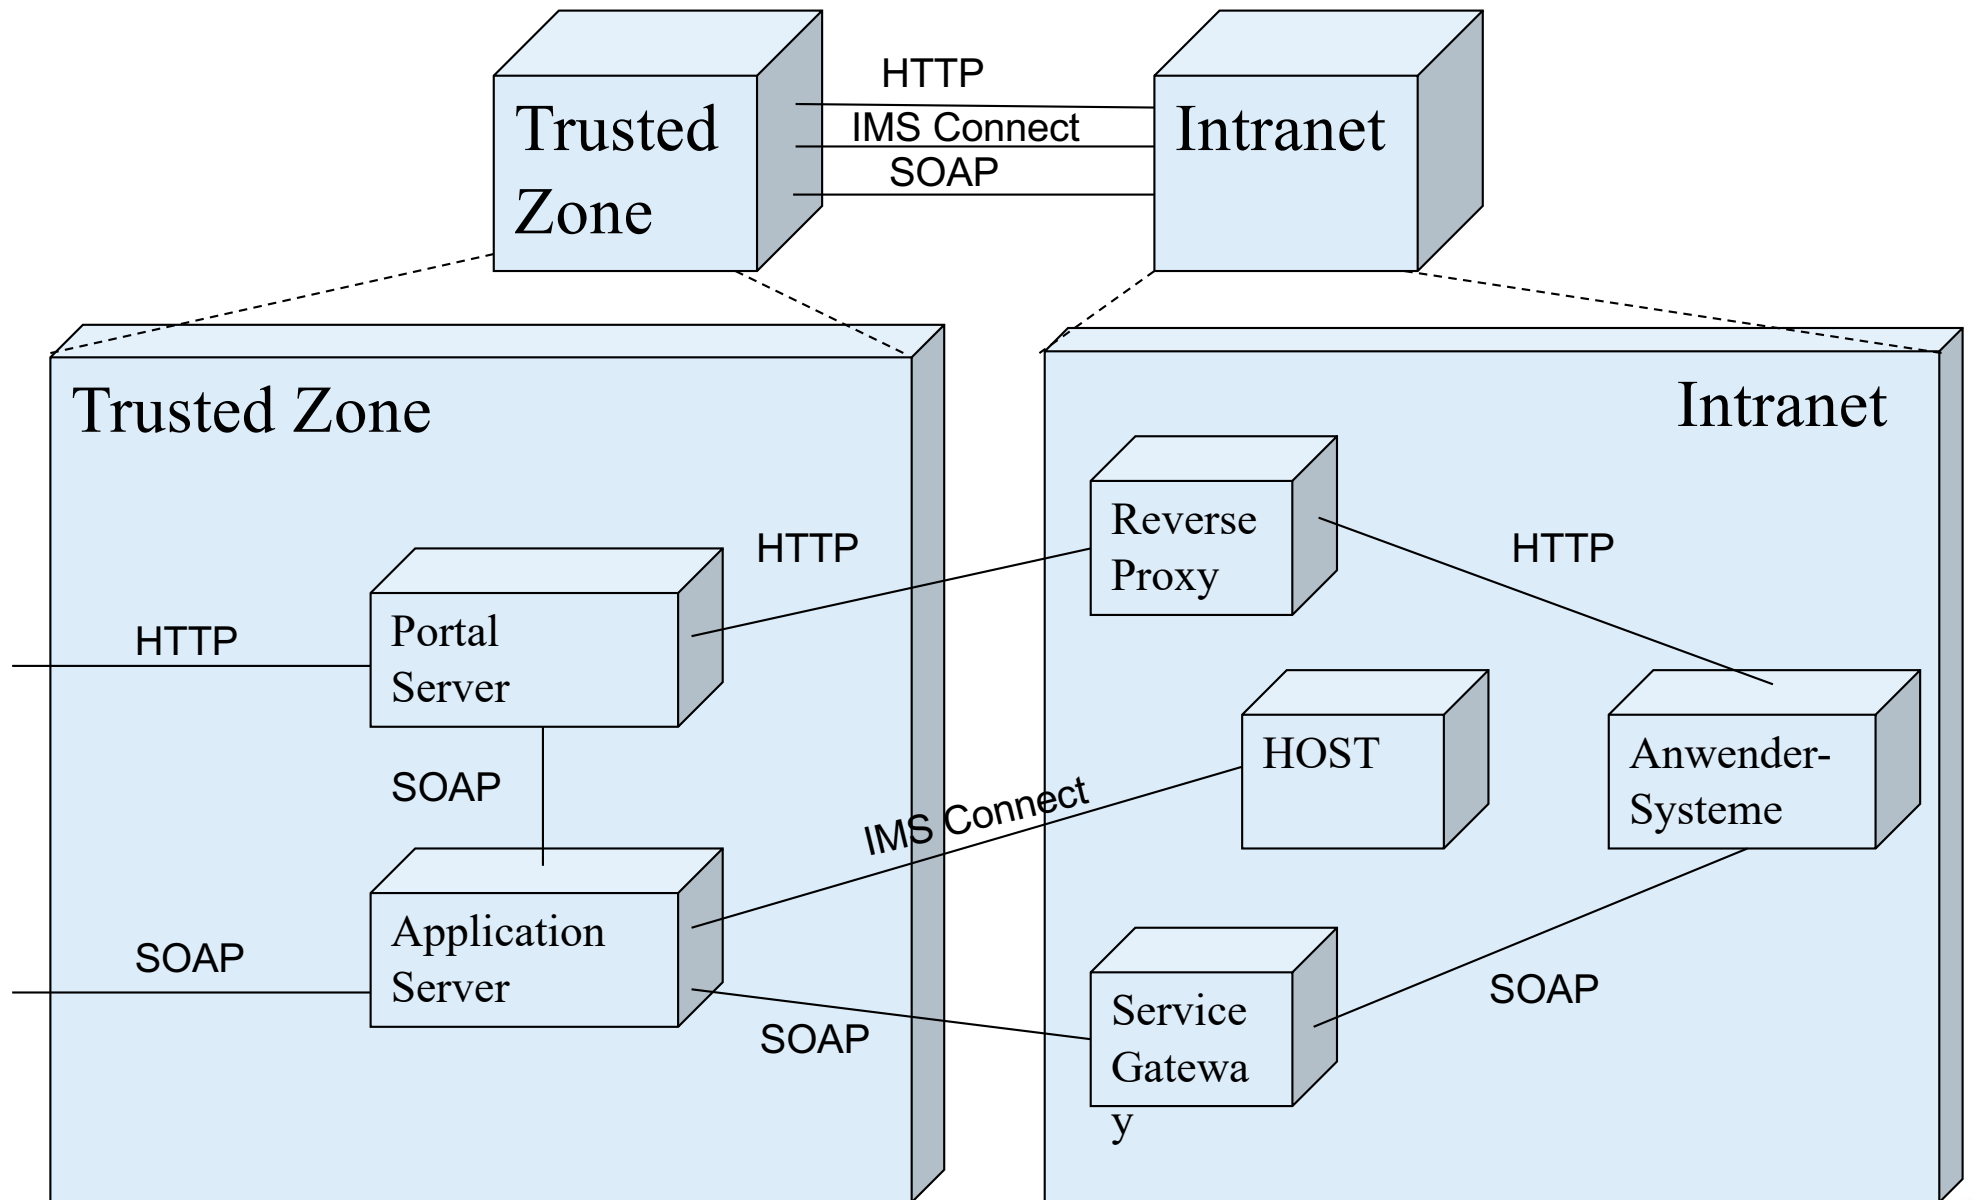 HTTP
Trusted
Zone
IMS Connect
SOAP
Intranet
Trusted Zone
Intranet
Reverse
Proxy
HTTP
HTTP
HTTP
Portal
Server
SOAP
HOST
Anwender-
Systeme
IMS Connect
Application
Server
SOAP
SOAP
SOAP
Service
Gatewa
y